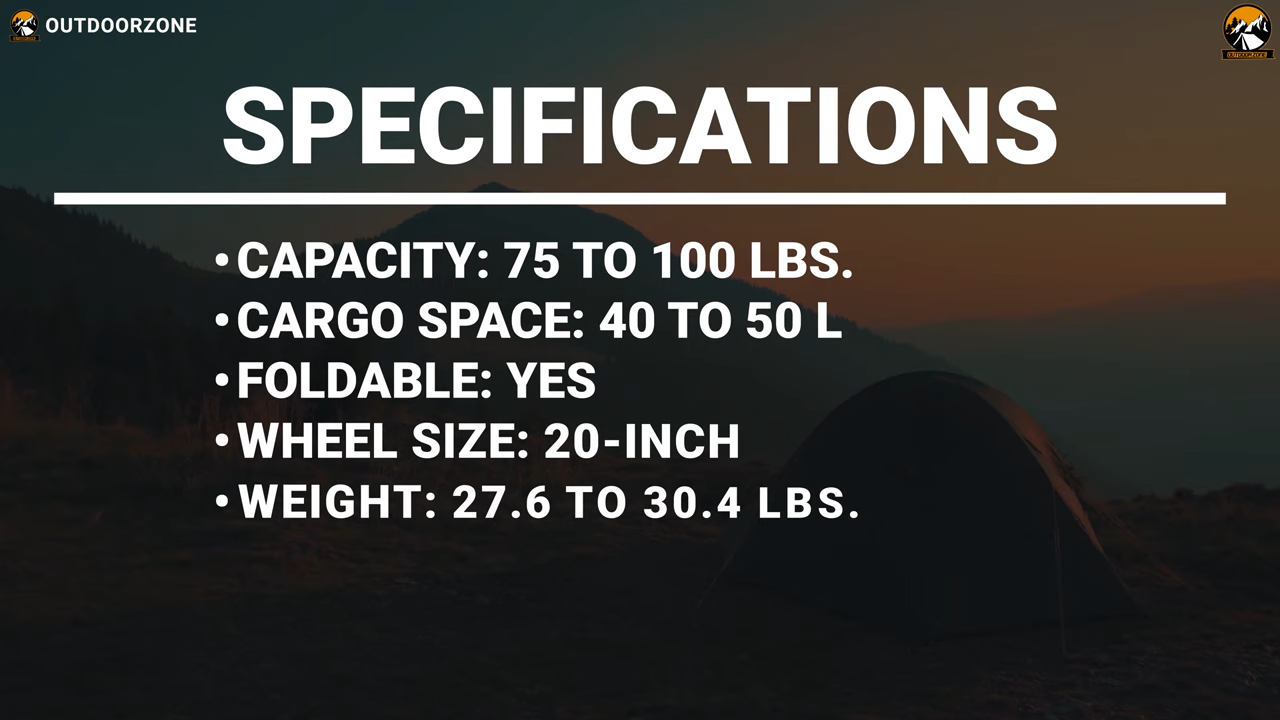 OUTDOORZONE
SPECIFICATIONS
• CAPACITY: 75 TO 100 LBS.
• CARGO SPACE: 40 TO 50 L
• FOLDABLE: YES
• WHEEL SIZE: 20-INCH
• WEIGHT: 27.6 TO 30.4 LBS.
OUTDOORZONE